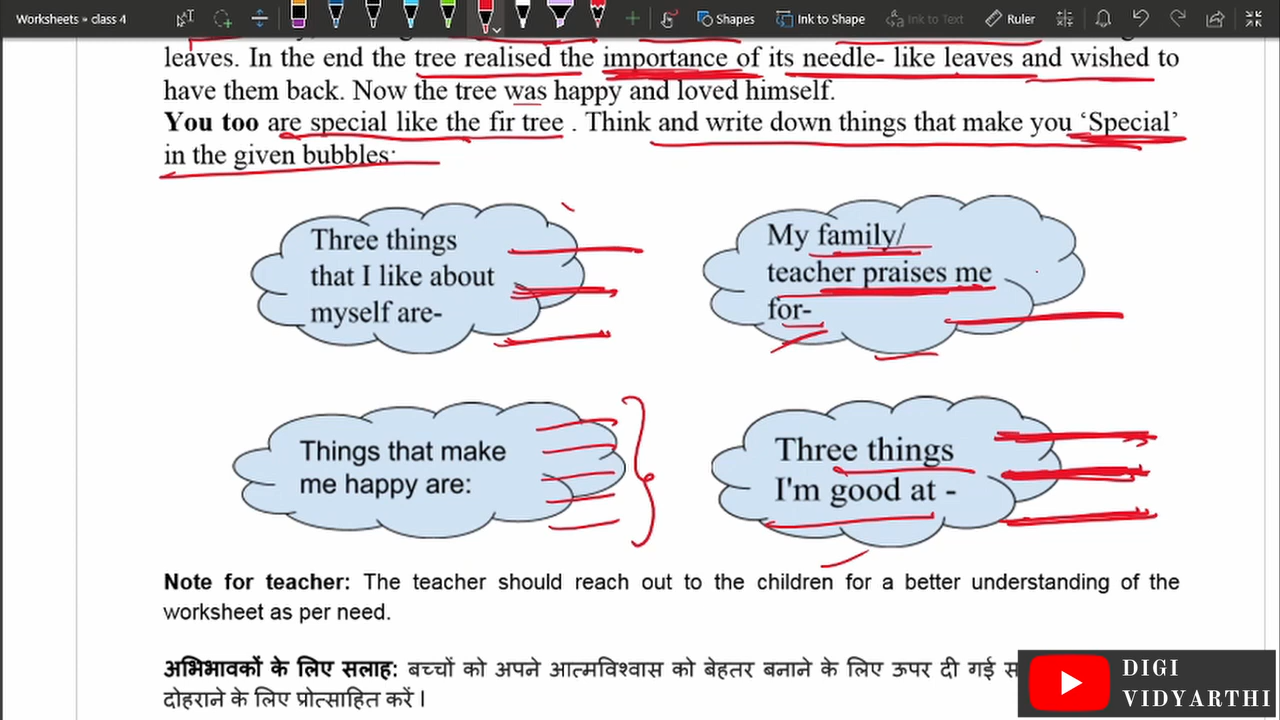 Worksheets » class 4
Shapes
Ink to Shape
Ink to Text
Ruler
leaves. In the end the tree realised the importance of its needle- like leaves and wished to
have them back. Now the tree was happy and loved himself.
You too are special like the fir tree . Think and write down things that make you ‘Special’
in the given bubbles:
Three things
that I like about
myself are-
My family/
teacher praises me
for-
Things that make
me happy are:
Three things
I'm good at -
Note for teacher: The teacher should reach out to the children for a better understanding of the
worksheet as per need.
अभिभावकों के लिए सलाह: बच्चों को अपने आत्मविश्वास को बेहतर बनाने के लिए ऊपर दी गई
दोहराने के लिए प्रोत्साहित करें ।
DIGI
VIDYARTHI